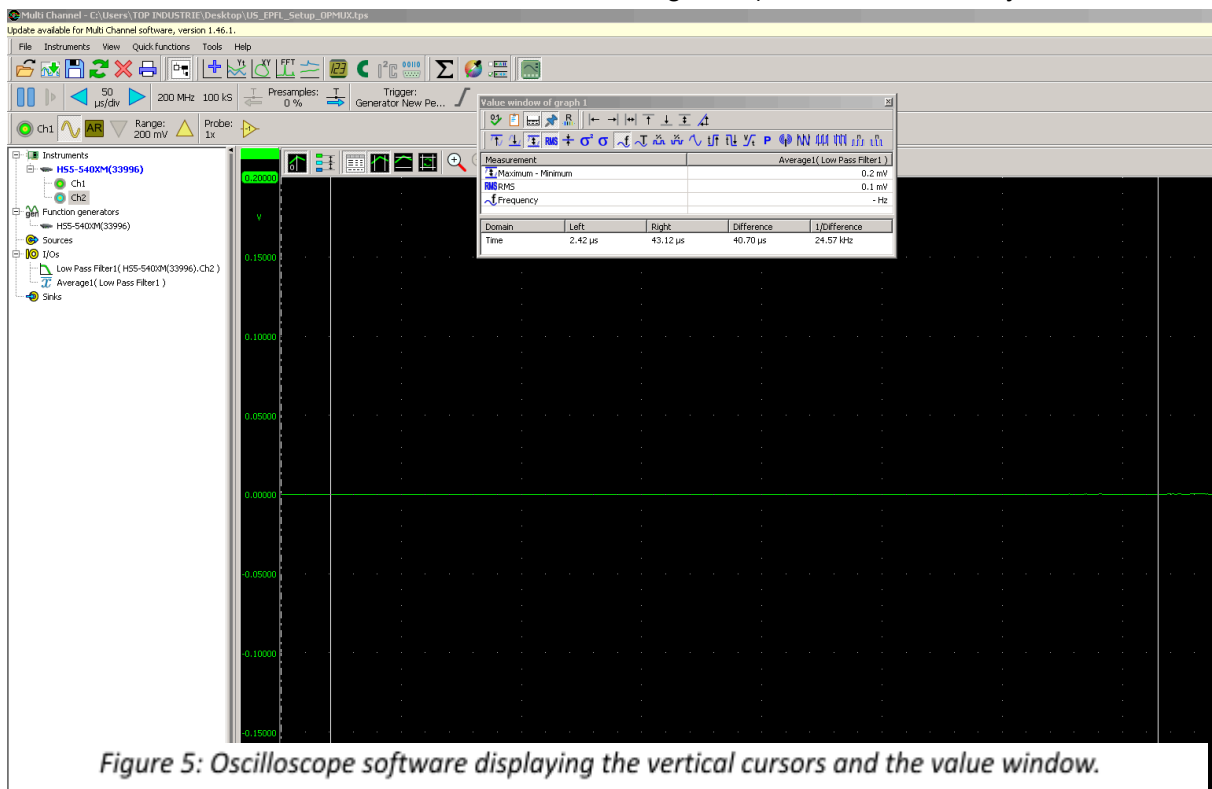 Multi Channel - C:\Users\TOP INDUSTRIE\Desktop\US_EPFL_Setup_OPMUX.tps
Update available for Multi Channel software, version 1.46.1.
File Instruments View Quick functions Tools Help
50 µs/div 200 MHz 100 kS Presamples: 0 % Trigger: Generator New Pe...
Ch1 AR Range: 200 mV Probe: 1x
Instruments
HS5-540XM(33996)
Ch1
Ch2
Function generators
HS5-540XM(33996)
Sources
I/Os
Low Pass Filter1( HS5-540XM(33996).Ch2 )
Average1( Low Pass Filter1 )
Sinks
Value window of graph 1
Measurement Average1( Low Pass Filter1 )
Maximum - Minimum 0.2 mV
RMS RMS 0.1 mV
Frequency - Hz
Domain Left Right Difference 1/Difference
Time 2.42 µs 43.12 µs 40.70 µs 24.57 kHz
0.20000
V
0.15000
0.10000
0.05000
0.00000
-0.05000
-0.10000
-0.15000
Figure 5: Oscilloscope software displaying the vertical cursors and the value window.